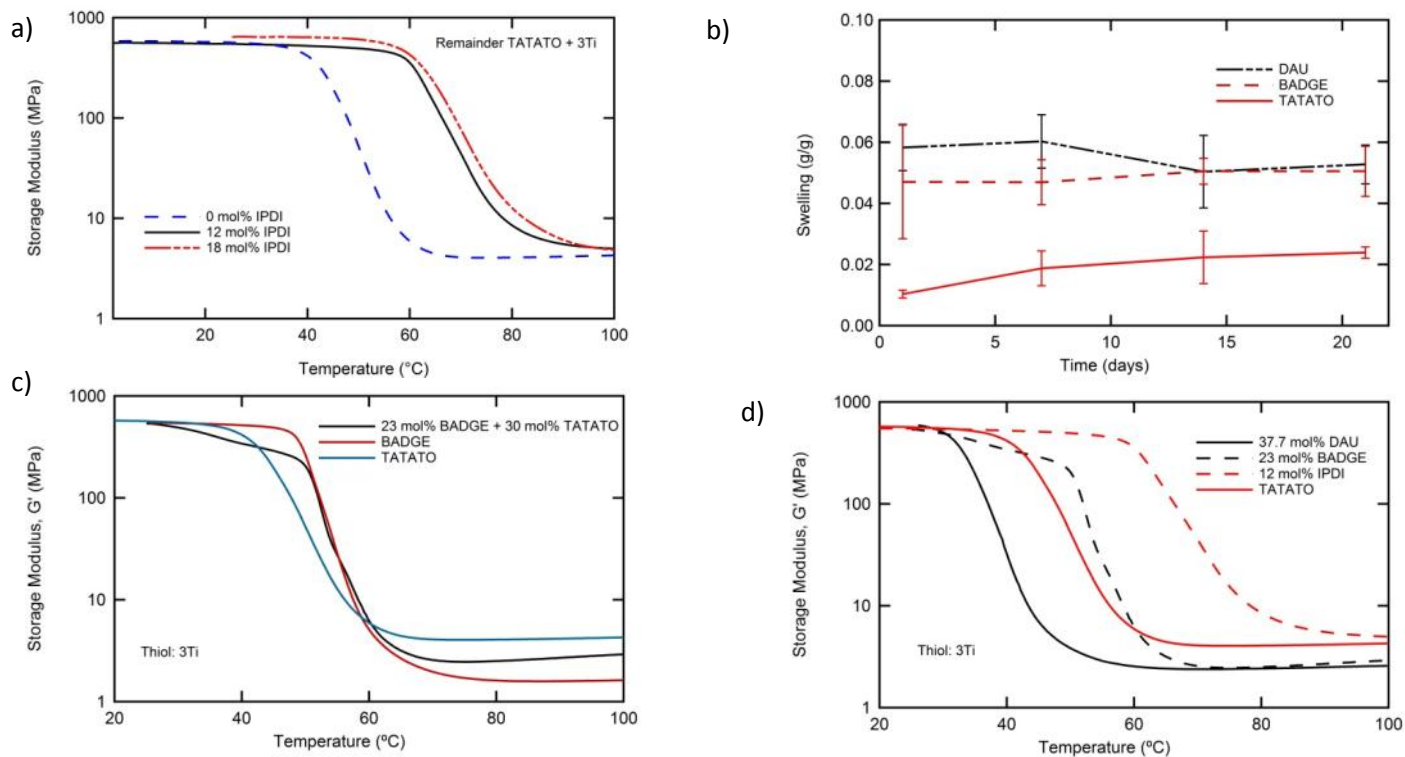 a)
1000
100
10
1
Storage Modulus (MPa)
Remainder TATATO + 3Ti
0 mol% IPDI
12 mol% IPDI
18 mol% IPDI
20 40 60 80 100
Temperature (°C)
b)
0.10
0.08
0.06
0.04
0.02
0.00
Swelling (g/g)
DAU
BADGE
TATATO
0 5 10 15 20
Time (days)
c)
1000
100
10
1
Storage Modulus, G' (MPa)
23 mol% BADGE + 30 mol% TATATO
BADGE
TATATO
Thiol: 3Ti
20 40 60 80 100
Temperature (ºC)
d)
1000
100
10
1
Storage Modulus, G' (MPa)
37.7 mol% DAU
23 mol% BADGE
12 mol% IPDI
TATATO
Thiol: 3Ti
20 40 60 80 100
Temperature (ºC)